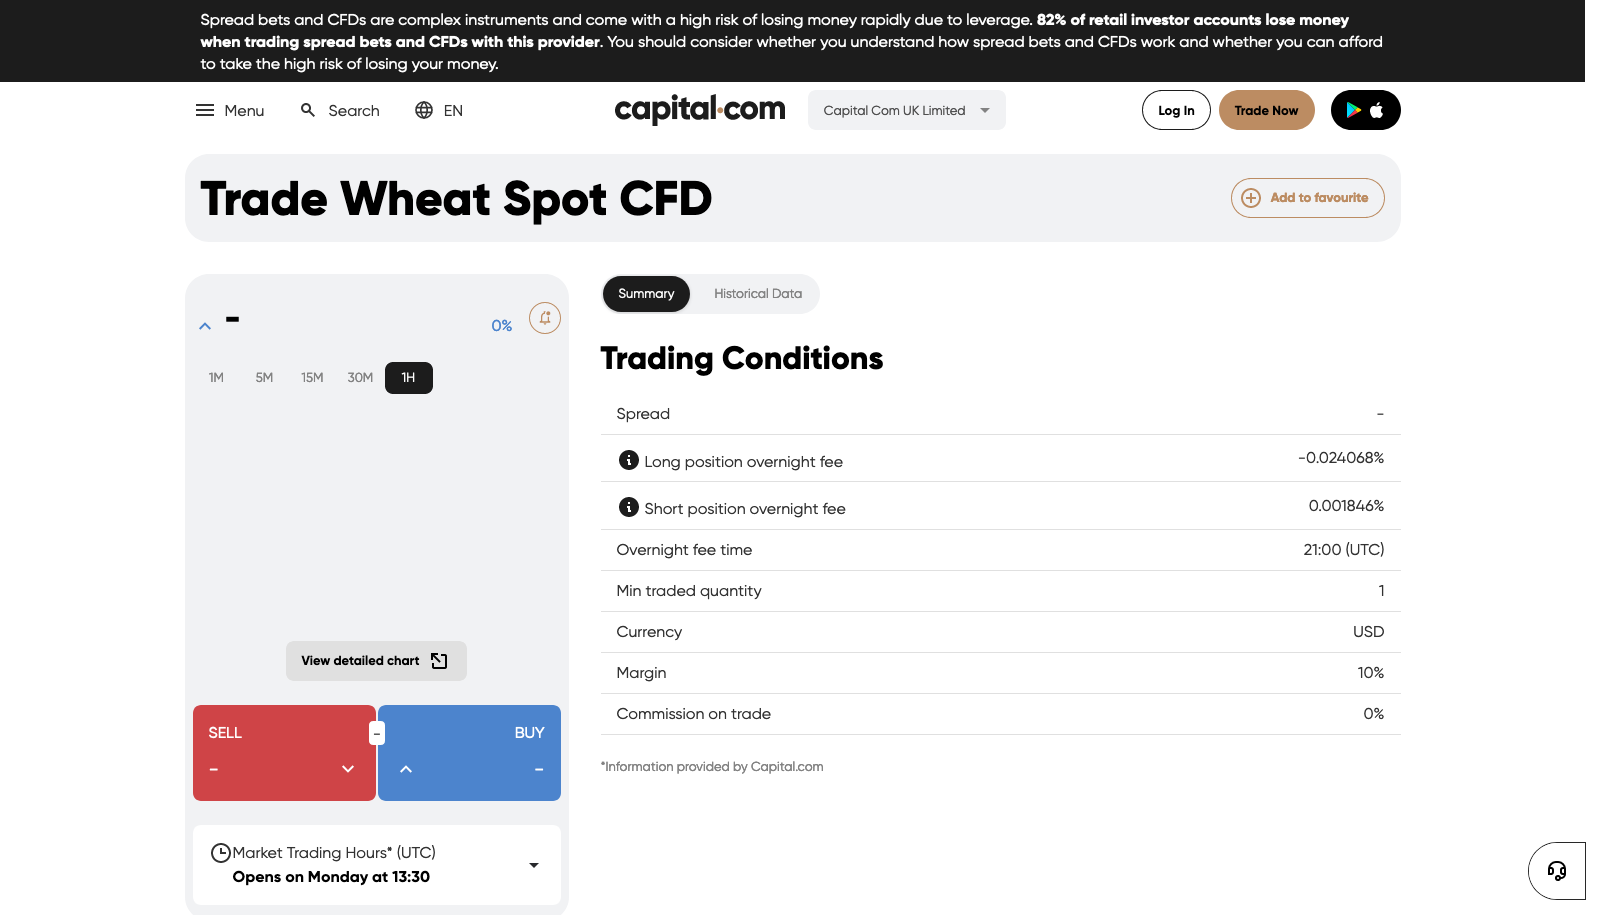 Spread bets and CFDs are complex instruments and come with a high risk of losing money rapidly due to leverage. 82% of retail investor accounts lose money
when trading spread bets and CFDs with this provider. You should consider whether you understand how spread bets and CFDs work and whether you can afford
to take the high risk of losing your money.
Menu Search EN capital.com Capital Com UK Limited Log In Trade Now
Trade Wheat Spot CFD Add to favourite
- 0%
1M 5M 15M 30M 1H
View detailed chart
SELL - BUY
- -
Market Trading Hours* (UTC)
Opens on Monday at 13:30
Summary Historical Data
Trading Conditions
Spread -
Long position overnight fee -0.024068%
Short position overnight fee 0.001846%
Overnight fee time 21:00 (UTC)
Min traded quantity 1
Currency USD
Margin 10%
Commission on trade 0%
*Information provided by Capital.com